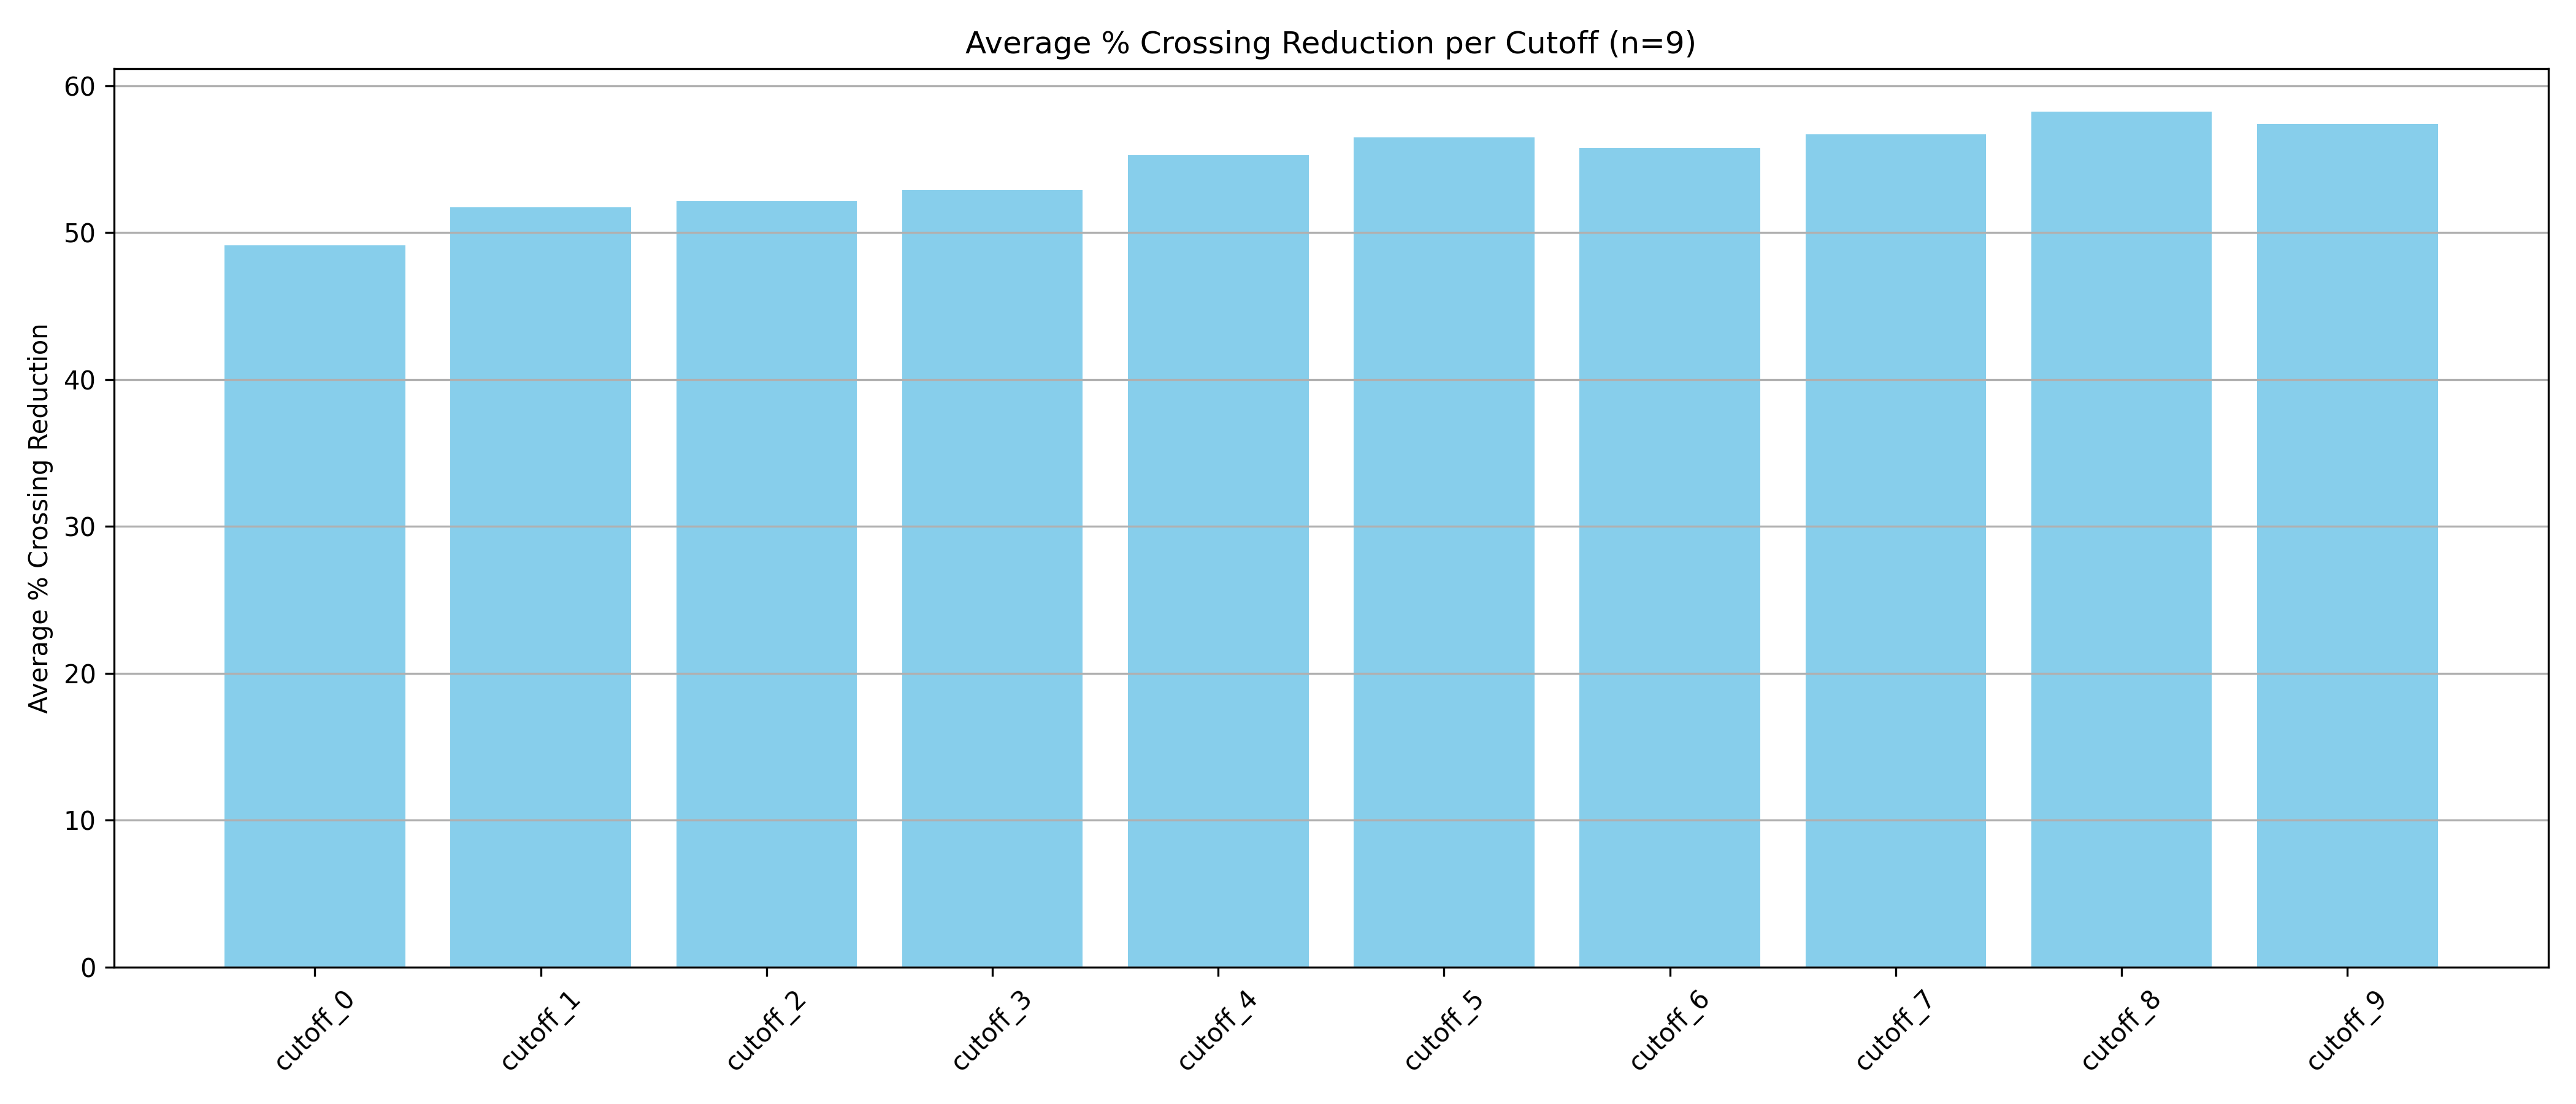 Average % Crossing Reduction per Cutoff (n=9)
Average % Crossing Reduction
60
50
40
30
20
10
0
cutoff_0
cutoff_1
cutoff_2
cutoff_3
cutoff_4
cutoff_5
cutoff_6
cutoff_7
cutoff_8
cutoff_9